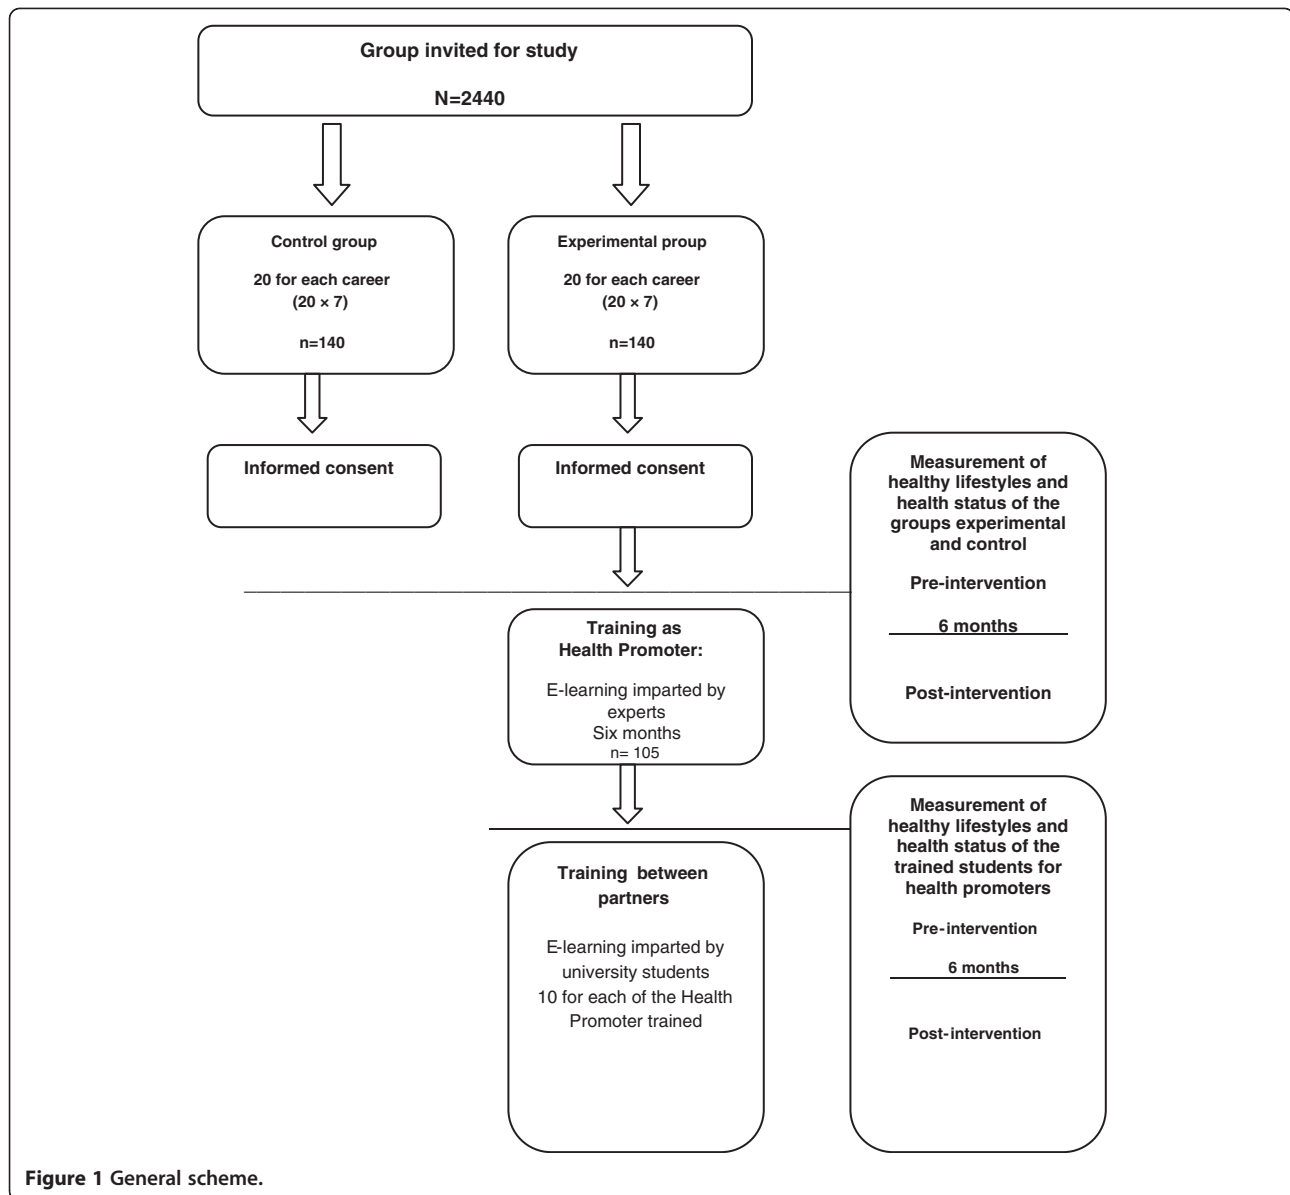 Group invited for study
N=2440
Control group
20 for each career
(20 × 7)
n=140
Experimental proup
20 for each career
(20 × 7)
n=140
Informed consent
Informed consent
Measurement of
healthy lifestyles and
health status of the
groups experimental
and control
Pre-intervention
6 months
Post-intervention
Training as
Health Promoter:
E-learning imparted by
experts
Six months
n= 105
Measurement of
healthy lifestyles and
health status of the
trained students for
health promoters
Pre-intervention
6 months
Post-intervention
Training between
partners
E-learning imparted by
university students
10 for each of the Health
Promoter trained
Figure 1 General scheme.